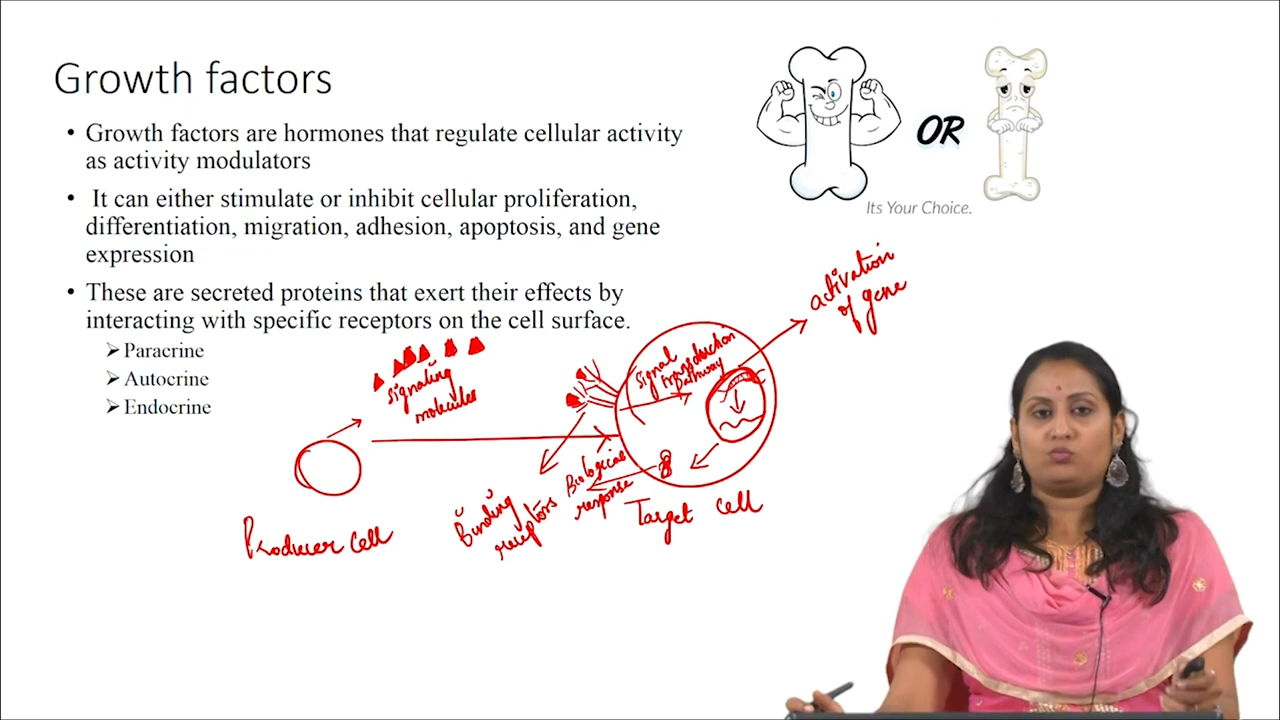 Growth factors
• Growth factors are hormones that regulate cellular activity
as activity modulators
• It can either stimulate or inhibit cellular proliferation,
differentiation, migration, adhesion, apoptosis, and gene
expression
• These are secreted proteins that exert their effects by
interacting with specific receptors on the cell surface.
➢ Paracrine
➢ Autocrine
➢ Endocrine
OR
Its Your Choice.
activation
of gene
signaling
molecules
Signal
transduction
pathway
Binding
receptors
Biological
response
Producer cell
Target cell